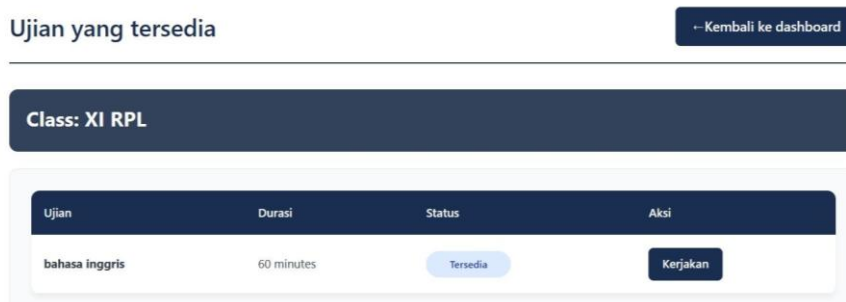 Ujian yang tersedia
←Kembali ke dashboard
Class: XI RPL
Ujian Durasi Status Aksi
bahasa inggris 60 minutes Tersedia Kerjakan